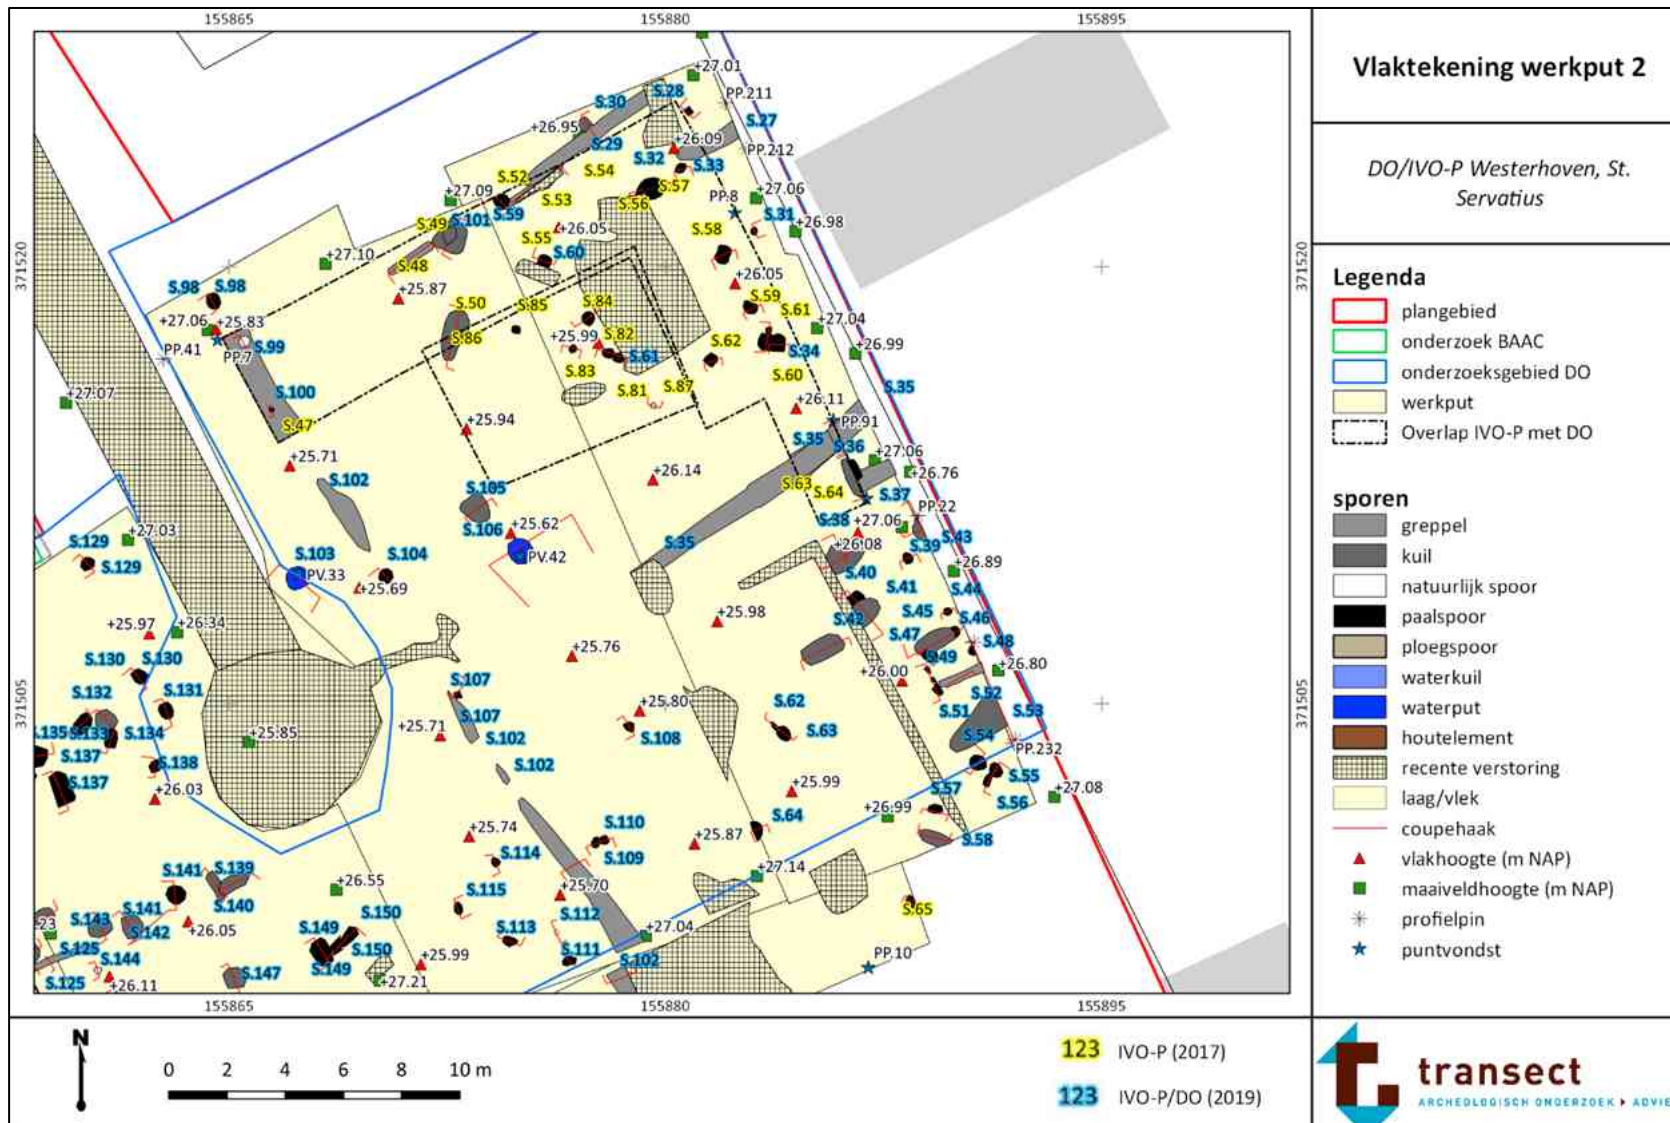 155865
155880
155895
371520
371505
371520
371505
155865
155880
155895
+27.01
S.28
PP.211
S.30
S.27
+26.95
+26.09
S.29
PP.212
S.32
S.33
S.54
S.52
S.57
+27.09
S.53
PP.8
+27.06
S.56
S.59
S.31
S.49
S.101
+26.98
+26.05
S.58
S.55
S.60
+27.10
S.48
+26.05
S.98
S.98
+25.87
S.50
S.85
S.84
S.59
S.61
+27.06
+25.83
+27.04
S.86
+25.99
S.82
S.62
PP.41
PP.7
S.99
S.61
S.34
+26.99
S.83
S.60
S.81
S.87
S.35
+27.07
S.100
+26.11
S.47
+25.94
PP.91
S.35
S.36
+25.71
+27.06
+26.14
+26.76
S.102
S.63
S.64
S.105
S.37
PP.22
S.106
+25.62
S.38
+27.06
+27.03
S.43
S.129
S.35
+26.08
S.39
S.103
S.104
PV.42
+26.89
S.129
PV.33
S.40
+25.69
S.41
S.44
+25.98
S.45
S.46
S.42
+25.97
+26.34
S.47
+25.76
S.49
S.130
S.130
+26.00
+26.80
S.132
S.131
S.107
S.52
+25.80
S.62
S.51
S.53
S.107
S.135
S.133
S.134
+25.85
+25.71
S.63
S.54
S.108
S.102
PP.232
S.137
S.138
S.102
S.55
S.137
+25.99
S.57
+27.08
+26.03
S.56
+26.99
S.64
S.110
+25.74
+25.87
S.58
S.114
S.109
S.141
S.139
+27.14
+26.55
S.115
+25.70
S.140
S.65
S.141
S.150
S.112
S.143
S.149
S.113
+27.04
S.142
+26.05
S.125
S.150
S.111
PP.10
S.144
S.149
+25.99
S.102
S.125
S.147
+26.11
+27.21
Vlaktekening werkput 2
DO/IVO-P Westerhoven, St.
Servatius
Legenda
plangebied
onderzoek BAAC
onderzoeksgebied DO
werkput
Overlap IVO-P met DO
sporen
greppel
kuil
natuurlijk spoor
paalspoor
ploegspoor
waterkuil
waterput
houtelement
recente verstoring
laag/vlek
coupehaak
vlakhoogte (m NAP)
maaiveldhoogte (m NAP)
profielpin
puntvondst
N
0 2 4 6 8 10 m
123 IVO-P (2017)
123 IVO-P/DO (2019)
transect
ARCHEOLOGISCH ONDERZOEK ▸ ADVIE